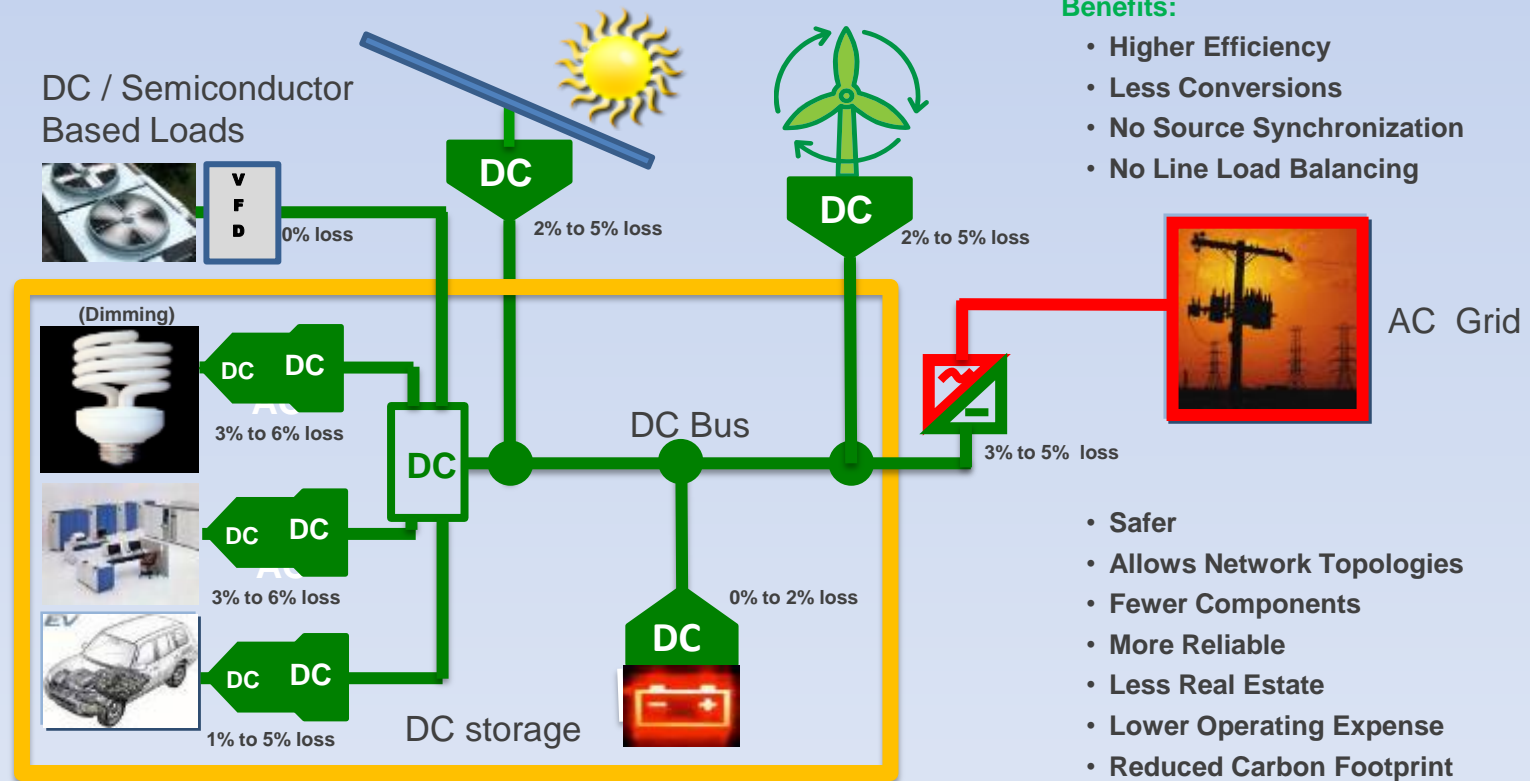 Benefits:
• Higher Efficiency
• Less Conversions
• No Source Synchronization
• No Line Load Balancing
DC / Semiconductor
Based Loads
V
F
D
0% loss
DC
2% to 5% loss
DC
2% to 5% loss
AC Grid
(Dimming)
DC DC
AC
3% to 6% loss
DC
DC Bus
3% to 5% loss
DC DC
AC
3% to 6% loss
EV
DC DC
1% to 5% loss
DC storage
0% to 2% loss
DC
− +
• Safer
• Allows Network Topologies
• Fewer Components
• More Reliable
• Less Real Estate
• Lower Operating Expense
• Reduced Carbon Footprint